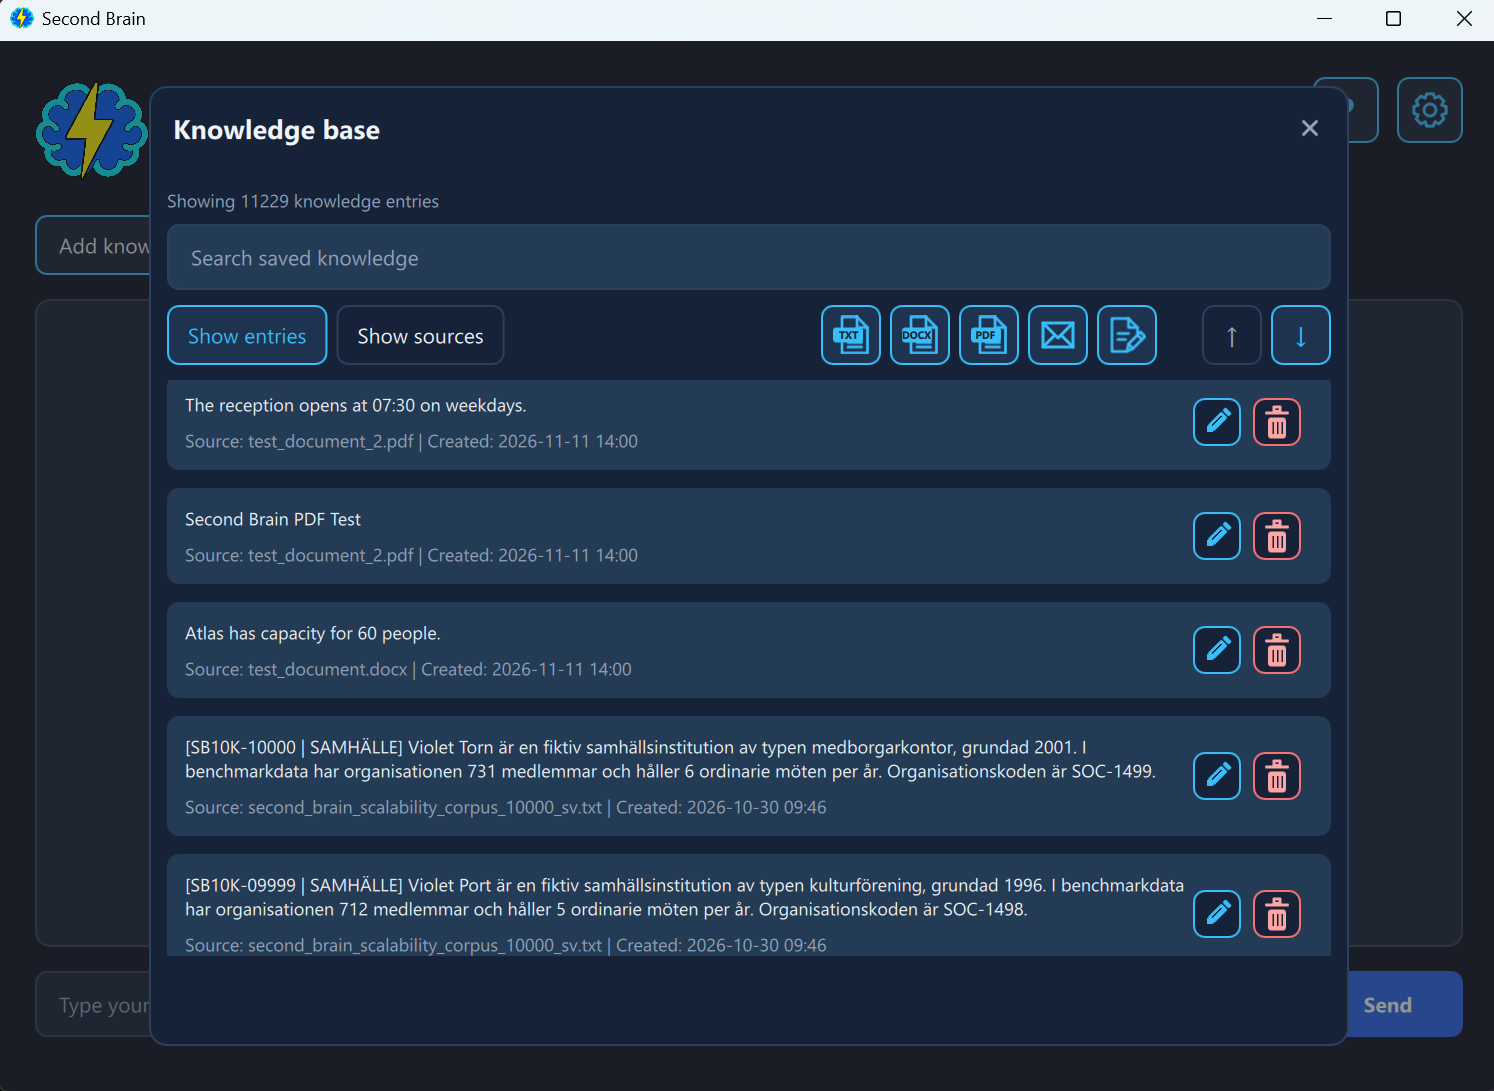 Second Brain
Knowledge base
Add know
Showing 11229 knowledge entries
Search saved knowledge
Show entries
Show sources
TXT
DOCX
PDF
↑
↓
The reception opens at 07:30 on weekdays.
Source: test_document_2.pdf | Created: 2026-11-11 14:00
Second Brain PDF Test
Source: test_document_2.pdf | Created: 2026-11-11 14:00
Atlas has capacity for 60 people.
Source: test_document.docx | Created: 2026-11-11 14:00
[SB10K-10000 | SAMHÄLLE] Violet Torn är en fiktiv samhällsinstitution av typen medborgarkontor, grundad 2001. I
benchmarkdata har organisationen 731 medlemmar och håller 6 ordinarie möten per år. Organisationskoden är SOC-1499.
Source: second_brain_scalability_corpus_10000_sv.txt | Created: 2026-10-30 09:46
[SB10K-09999 | SAMHÄLLE] Violet Port är en fiktiv samhällsinstitution av typen kulturförening, grundad 1996. I benchmarkdata
har organisationen 712 medlemmar och håller 5 ordinarie möten per år. Organisationskoden är SOC-1498.
Source: second_brain_scalability_corpus_10000_sv.txt | Created: 2026-10-30 09:46
Type your
Send